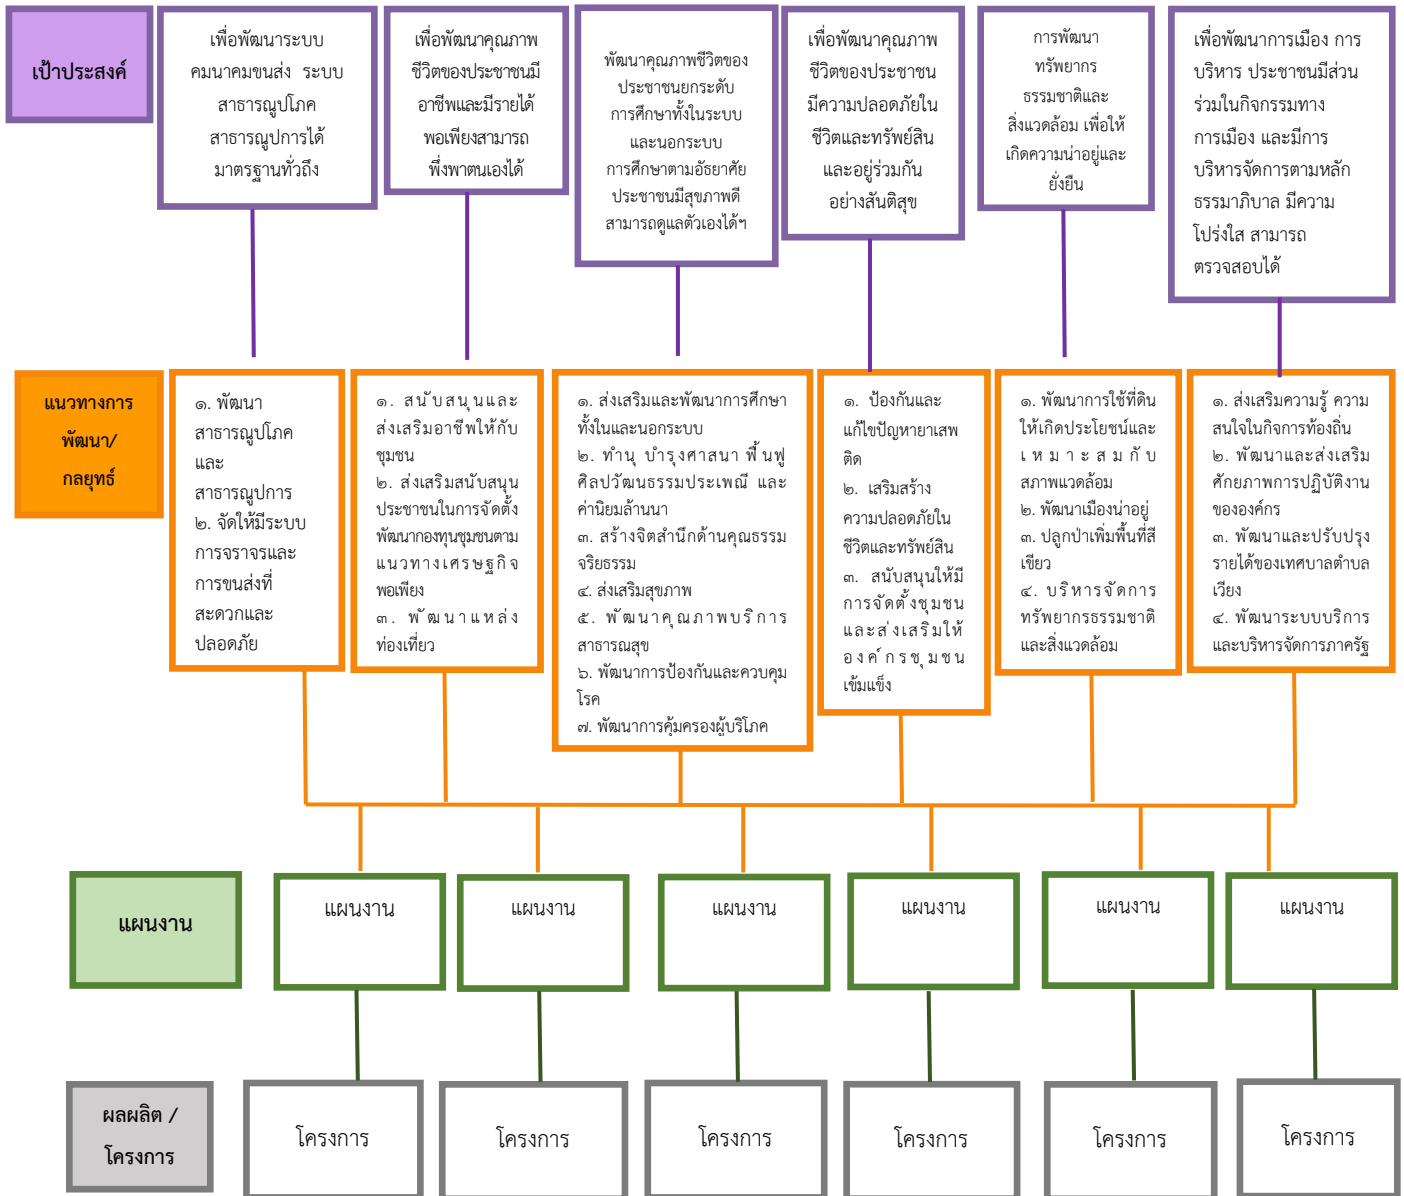 เป้าประสงค์
เพื่อพัฒนาระบบ
คมนาคมขนส่ง ระบบ
สาธารณูปโภค
สาธารณูปการได้
มาตรฐานทั่วถึง
เพื่อพัฒนาคุณภาพ
ชีวิตของประชาชนมี
อาชีพและมีรายได้
พอเพียงสามารถ
พึ่งพาตนเองได้
พัฒนาคุณภาพชีวิตของ
ประชาชนยกระดับ
การศึกษาทั้งในระบบ
และนอกระบบ
การศึกษาตามอัธยาศัย
ประชาชนมีสุขภาพดี
สามารถดูแลตัวเองได้ฯ
เพื่อพัฒนาคุณภาพ
ชีวิตของประชาชน
มีความปลอดภัยใน
ชีวิตและทรัพย์สิน
และอยู่ร่วมกัน
อย่างสันติสุข
การพัฒนา
ทรัพยากร
ธรรมชาติและ
สิ่งแวดล้อม เพื่อให้
เกิดความน่าอยู่และ
ยั่งยืน
เพื่อพัฒนาการเมือง การ
บริหาร ประชาชนมีส่วน
ร่วมในกิจกรรมทาง
การเมือง และมีการ
บริหารจัดการตามหลัก
ธรรมาภิบาล มีความ
โปร่งใส สามารถ
ตรวจสอบได้
แนวทางการ
พัฒนา/
กลยุทธ์
๑. พัฒนา
สาธารณูปโภค
และ
สาธารณูปการ
๒. จัดให้มีระบบ
การจราจรและ
การขนส่งที่
สะดวกและ
ปลอดภัย
๑. สนับสนุนและ
ส่งเสริมอาชีพให้กับ
ชุมชน
๒. ส่งเสริมสนับสนุน
ประชาชนในการจัดตั้ง
พัฒนากองทุนชุมชนตาม
แนวทางเศรษฐกิจ
พอเพียง
๓. พัฒนาแหล่ง
ท่องเที่ยว
๑. ส่งเสริมและพัฒนาการศึกษา
ทั้งในและนอกระบบ
๒. ทำนุ บำรุงศาสนา ฟื้นฟู
ศิลปวัฒนธรรมประเพณี และ
ค่านิยมล้านนา
๓. สร้างจิตสำนึกด้านคุณธรรม
จริยธรรม
๔. ส่งเสริมสุขภาพ
๕. พัฒนาคุณภาพบริการ
สาธารณสุข
๖. พัฒนาการป้องกันและควบคุม
โรค
๗. พัฒนาการคุ้มครองผู้บริโภค
๑. ป้องกันและ
แก้ไขปัญหายาเสพ
ติด
๒. เสริมสร้าง
ความปลอดภัยใน
ชีวิตและทรัพย์สิน
๓. สนับสนุนให้มี
การจัดตั้งชุมชน
และส่งเสริมให้
องค์กรชุมชน
เข้มแข็ง
๑. พัฒนาการใช้ที่ดิน
ให้เกิดประโยชน์และ
เหมาะสมกับ
สภาพแวดล้อม
๒. พัฒนาเมืองน่าอยู่
๓. ปลูกป่าเพิ่มพื้นที่สี
เขียว
๔. บริหารจัดการ
ทรัพยากรธรรมชาติ
และสิ่งแวดล้อม
๑. ส่งเสริมความรู้ ความ
สนใจในกิจการท้องถิ่น
๒. พัฒนาและส่งเสริม
ศักยภาพการปฏิบัติงาน
ขององค์กร
๓. พัฒนาและปรับปรุง
รายได้ของเทศบาลตำบล
เวียง
๔. พัฒนาระบบบริการ
และบริหารจัดการภาครัฐ
แผนงาน
แผนงาน
แผนงาน
แผนงาน
แผนงาน
แผนงาน
แผนงาน
ผลผลิต /
โครงการ
โครงการ
โครงการ
โครงการ
โครงการ
โครงการ
โครงการ